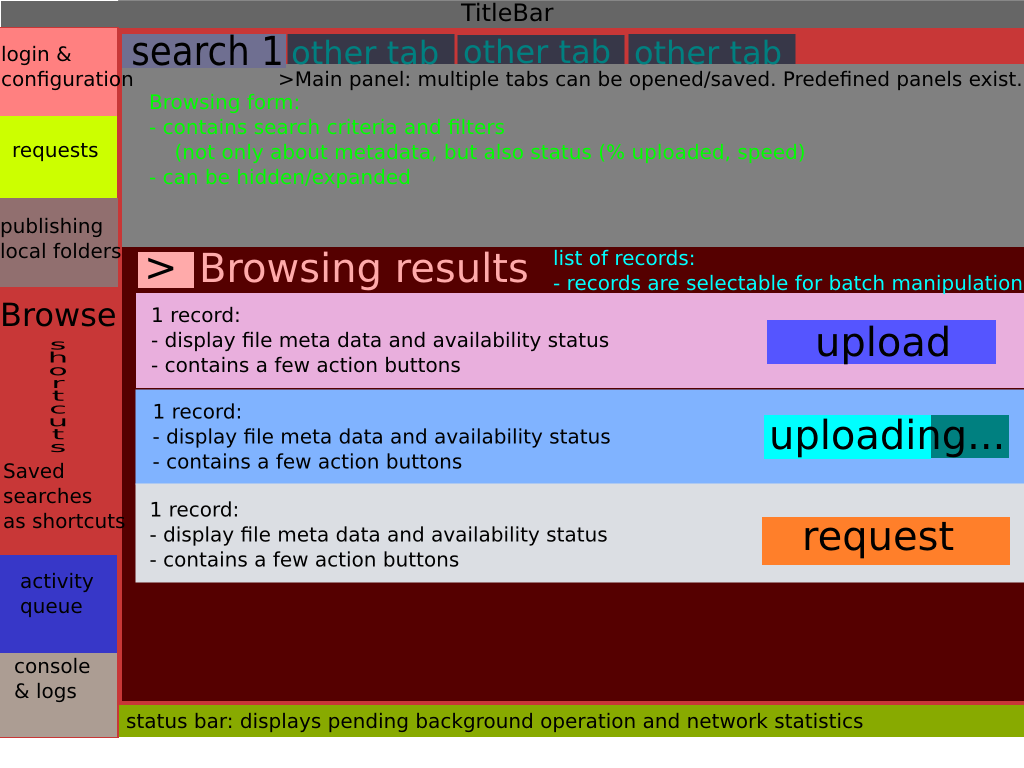 TitleBar
login &
configuration
search 1
other tab
other tab
other tab
>Main panel: multiple tabs can be opened/saved. Predefined panels exist.
Browsing form:
- contains search criteria and filters
(not only about metadata, but also status (% uploaded, speed)
- can be hidden/expanded
requests
publishing
local folders
> Browsing results
list of records:
- records are selectable for batch manipulation
Browse
shortcuts
Saved
searches
as shortcuts
1 record:
- display file meta data and availability status
- contains a few action buttons
upload
1 record:
- display file meta data and availability status
- contains a few action buttons
uploading...
1 record:
- display file meta data and availability status
- contains a few action buttons
request
activity
queue
console
& logs
status bar: displays pending background operation and network statistics